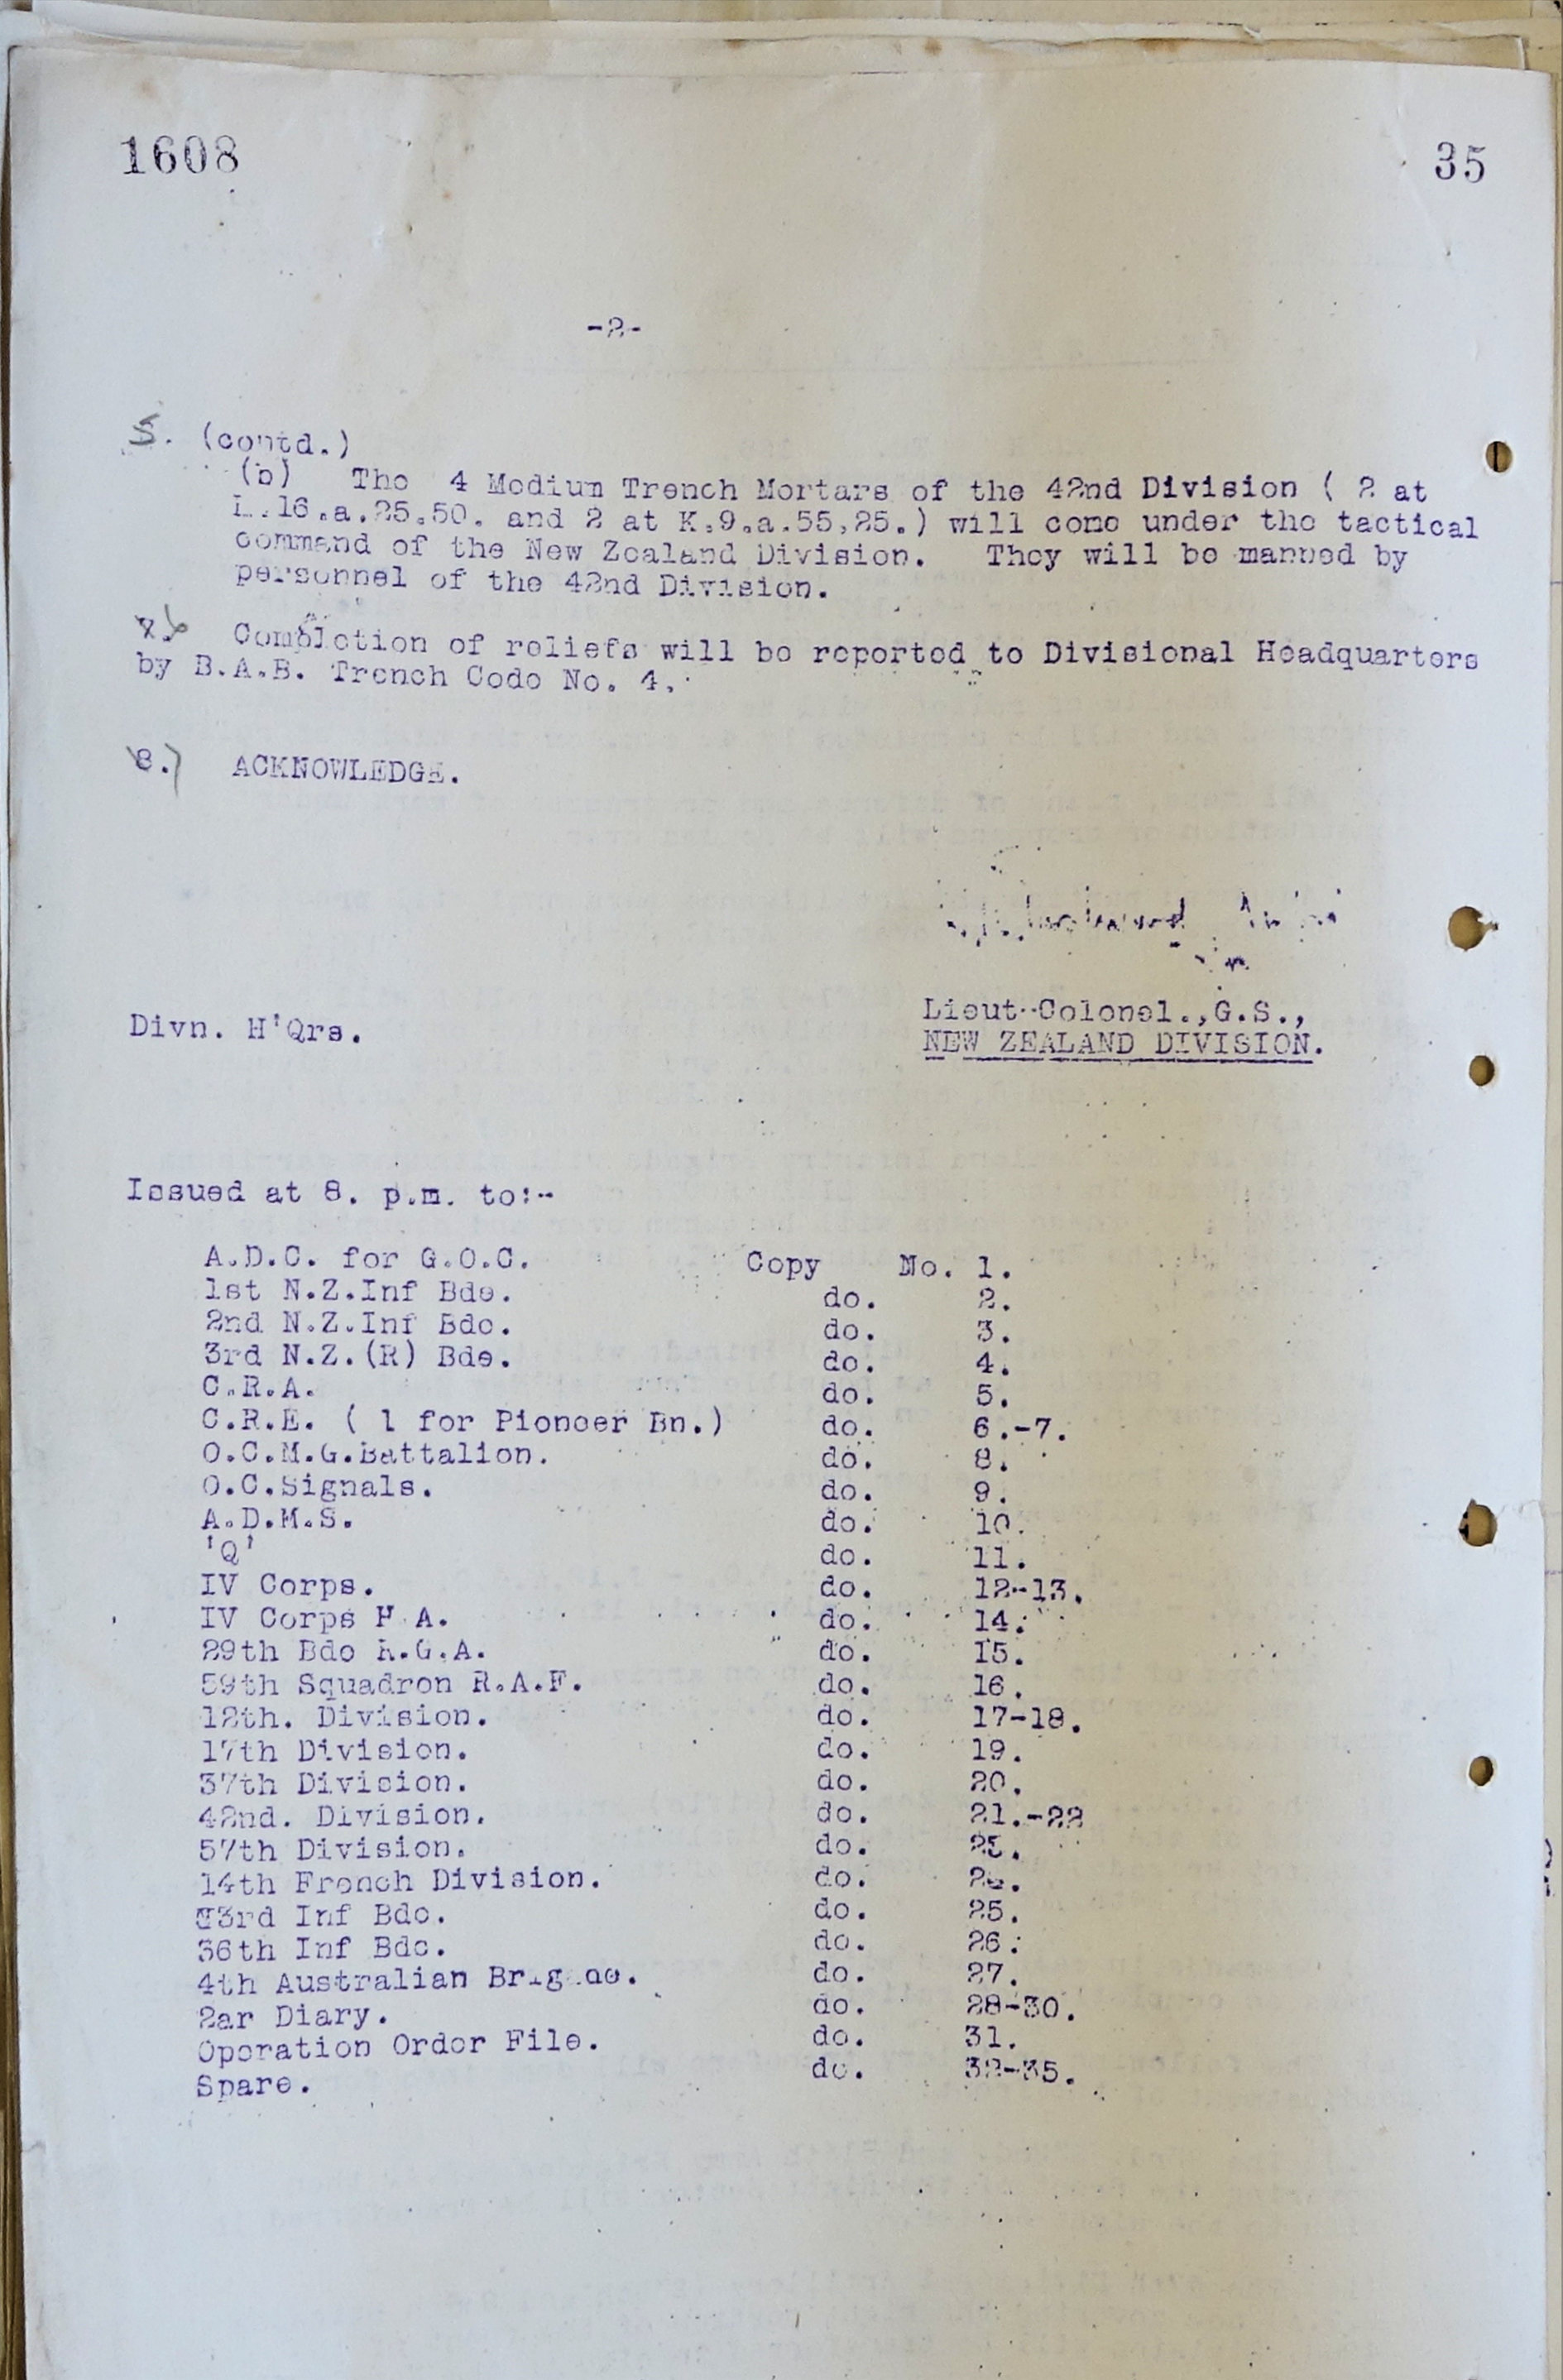 1608
35
-2-
5. (contd.)
(b) The 4 Medium Trench Mortars of the 42nd Division ( 2 at
L.16.a.25.50. and 2 at K.9.a.55,25.) will come under the tactical
command of the New Zealand Division. They will be manned by
personnel of the 42nd Division.
6 Completion of reliefs will be reported to Divisional Headquarters
by B.A.B. Trench Code No. 4.
8.) ACKNOWLEDGE.
Lieut-Colonel.,G.S.,
Divn. H'Qrs.
NEW ZEALAND DIVISION.
Issued at 8. p.m. to:-
A.D.C. for G.O.C. Copy No. 1.
1st N.Z.Inf Bde. do. 2.
2nd N.Z.Inf Bde. do. 3.
3rd N.Z.(R) Bde. do. 4.
C.R.A. do. 5.
C.R.E. ( 1 for Pioneer Bn.) do. 6.-7.
O.C.M.G.Battalion. do. 8.
O.C.Signals. do. 9.
A.D.M.S. do. 10.
'Q' do. 11.
IV Corps. do. 12-13.
IV Corps H.A. do. 14.
29th Bde R.G.A. do. 15.
59th Squadron R.A.F. do. 16.
12th. Division. do. 17-18.
17th Division. do. 19.
37th Division. do. 20.
42nd. Division. do. 21.-22
57th Division. do.
14th French Division. do.
Inf Bde. do. 25.
36th Inf Bde. do. 26.
4th Australian Brigade. do. 27.
2ar Diary. do. 28-30.
Operation Order File. do. 31.
Spare. do. 32-35.